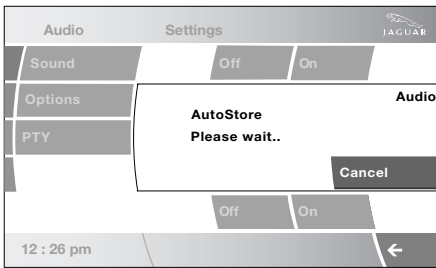 Audio Settings
JAGUAR
Sound Off On
Audio
Options
AutoStore
PTY
Please wait..
Cancel
Off On
12 : 26 pm